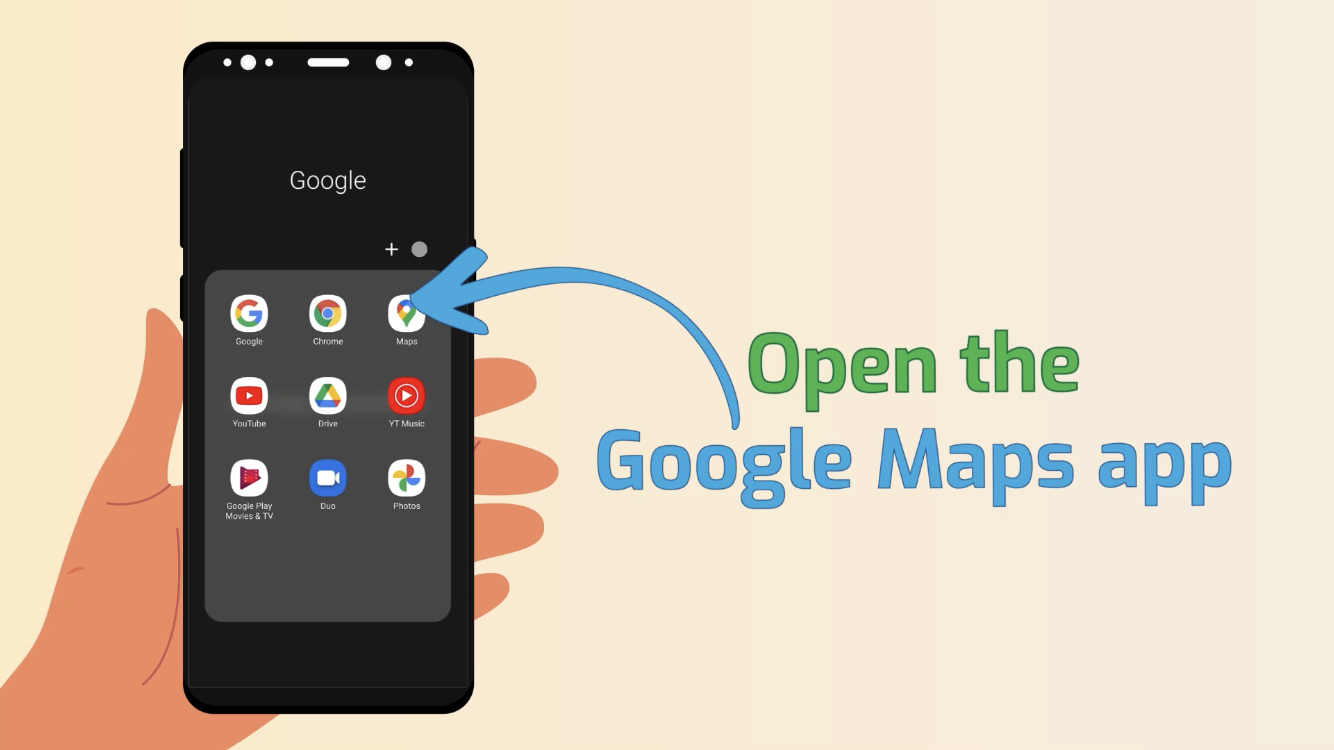 Google
Google
Chrome
Maps
YouTube
Drive
YT Music
Google Play
Movies & TV
Duo
Photos
Open the
Google Maps app